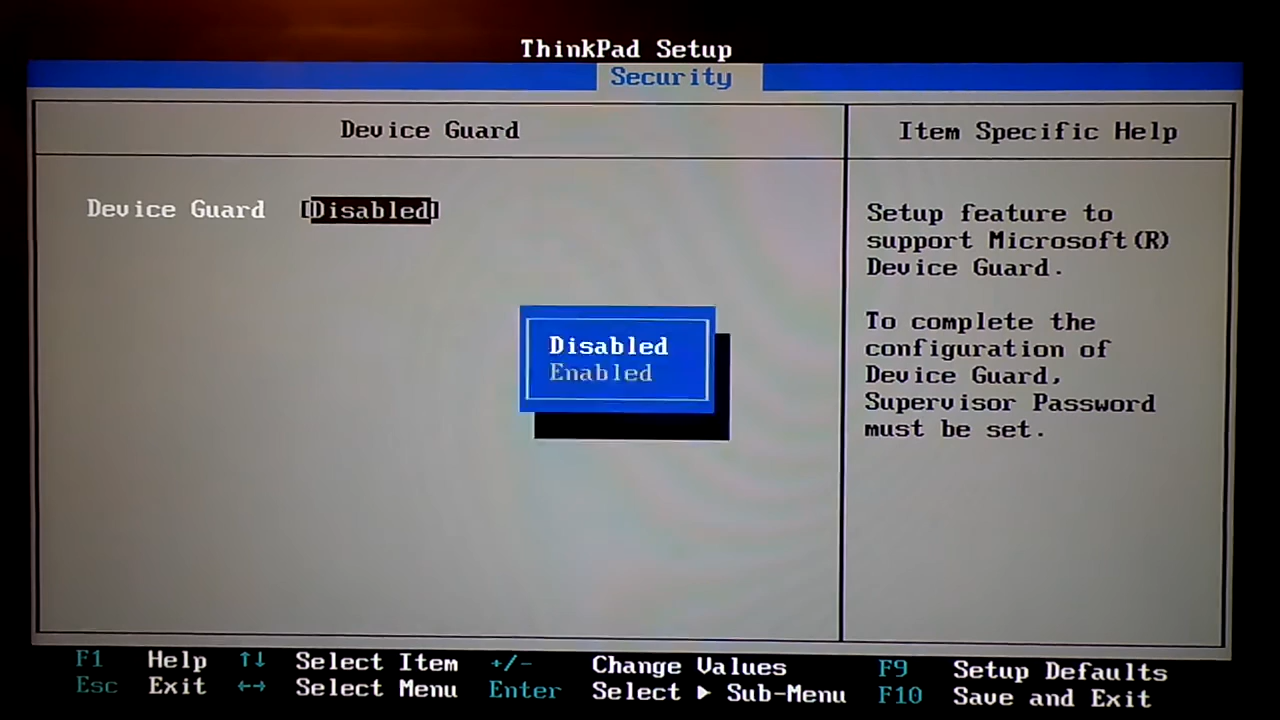 ThinkPad Setup
Security
Device Guard
Item Specific Help
Device Guard [Disabled]
Disabled
Enabled
Setup feature to
support Microsoft(R)
Device Guard.
To complete the
configuration of
Device Guard,
Supervisor Password
must be set.
F1 Help ↑↓ Select Item +/- Change Values F9 Setup Defaults
Esc Exit ←→ Select Menu Enter Select ▶ Sub-Menu F10 Save and Exit